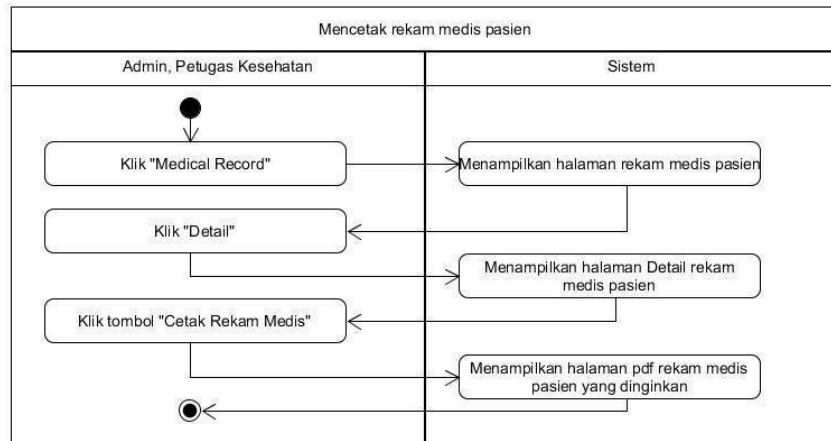 Mencetak rekam medis pasien
Admin, Petugas Kesehatan
Sistem
Klik "Medical Record"
Menampilkan halaman rekam medis pasien
Klik "Detail"
Menampilkan halaman Detail rekam
medis pasien
Klik tombol "Cetak Rekam Medis"
Menampilkan halaman pdf rekam medis
pasien yang dinginkan